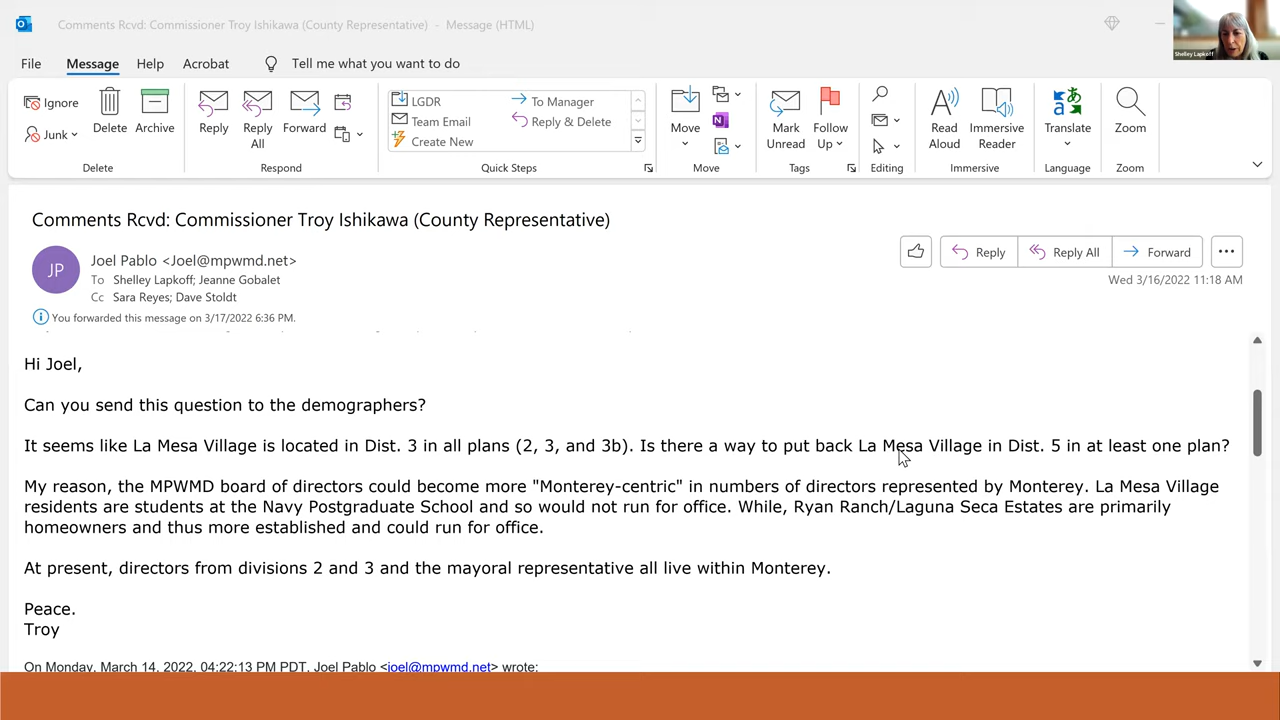 Comments Rcvd: Commissioner Troy Ishikawa (County Representative) - Message (HTML)
Shelley Lapkoff
File Message Help Acrobat Tell me what you want to do
Ignore
Junk
Delete
Archive
Delete
Reply
Reply All
Forward
Respond
LGDR
Team Email
Create New
To Manager
Reply & Delete
Quick Steps
Move
Move
Mark Unread
Follow Up
Tags
Editing
Read Aloud
Immersive Reader
Immersive
Translate
Language
Zoom
Zoom
Comments Rcvd: Commissioner Troy Ishikawa (County Representative)
JP
Joel Pablo <Joel@mpwmd.net>
To Shelley Lapkoff; Jeanne Gobalet
Cc Sara Reyes; Dave Stoldt
Reply Reply All Forward
Wed 3/16/2022 11:18 AM
You forwarded this message on 3/17/2022 6:36 PM.
Hi Joel,
Can you send this question to the demographers?
It seems like La Mesa Village is located in Dist. 3 in all plans (2, 3, and 3b). Is there a way to put back La Mesa Village in Dist. 5 in at least one plan?
My reason, the MPWMD board of directors could become more "Monterey-centric" in numbers of directors represented by Monterey. La Mesa Village
residents are students at the Navy Postgraduate School and so would not run for office. While, Ryan Ranch/Laguna Seca Estates are primarily
homeowners and thus more established and could run for office.
At present, directors from divisions 2 and 3 and the mayoral representative all live within Monterey.
Peace.
Troy
On Monday, March 14, 2022, 04:22:13 PM PDT, Joel Pablo <joel@mpwmd.net> wrote: